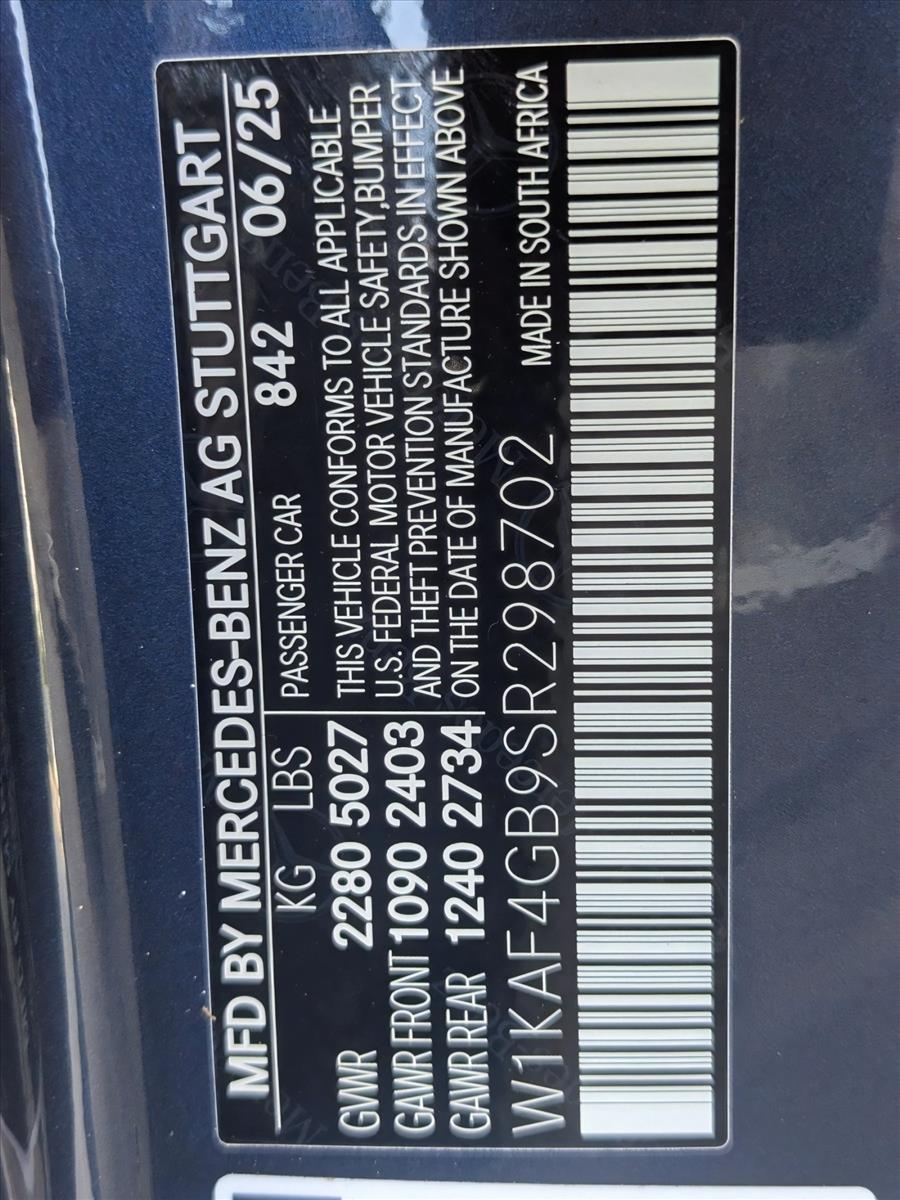 MFD BY MERCEDES-BENZ AG STUTTGART
KG LBS PASSENGER CAR 842 06/25
GVWR 2280 5027 THIS VEHICLE CONFORMS TO ALL APPLICABLE
U.S. FEDERAL MOTOR VEHICLE SAFETY,BUMPER
GAWR FRONT 1090 2403 AND THEFT PREVENTION STANDARDS IN EFFECT
GAWR REAR 1240 2734 ON THE DATE OF MANUFACTURE SHOWN ABOVE
W1KAF4GB9SR298702 MADE IN SOUTH AFRICA